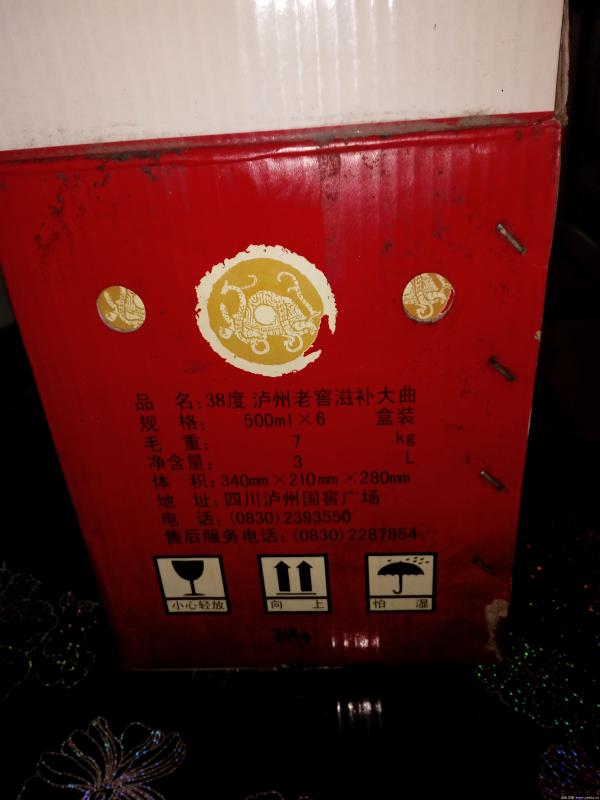 品 名:38度 泸州老窖滋补大曲
规 格: 500ml×6 盒装
毛 重: 7 kg
净含量: 3 L
体 积:340mm×210mm×280mm
地 址:四川泸州国窖广场
电 话:(0830)2393550
售后服务电话:(0830)2287854
小心轻放 向 上 怕 湿